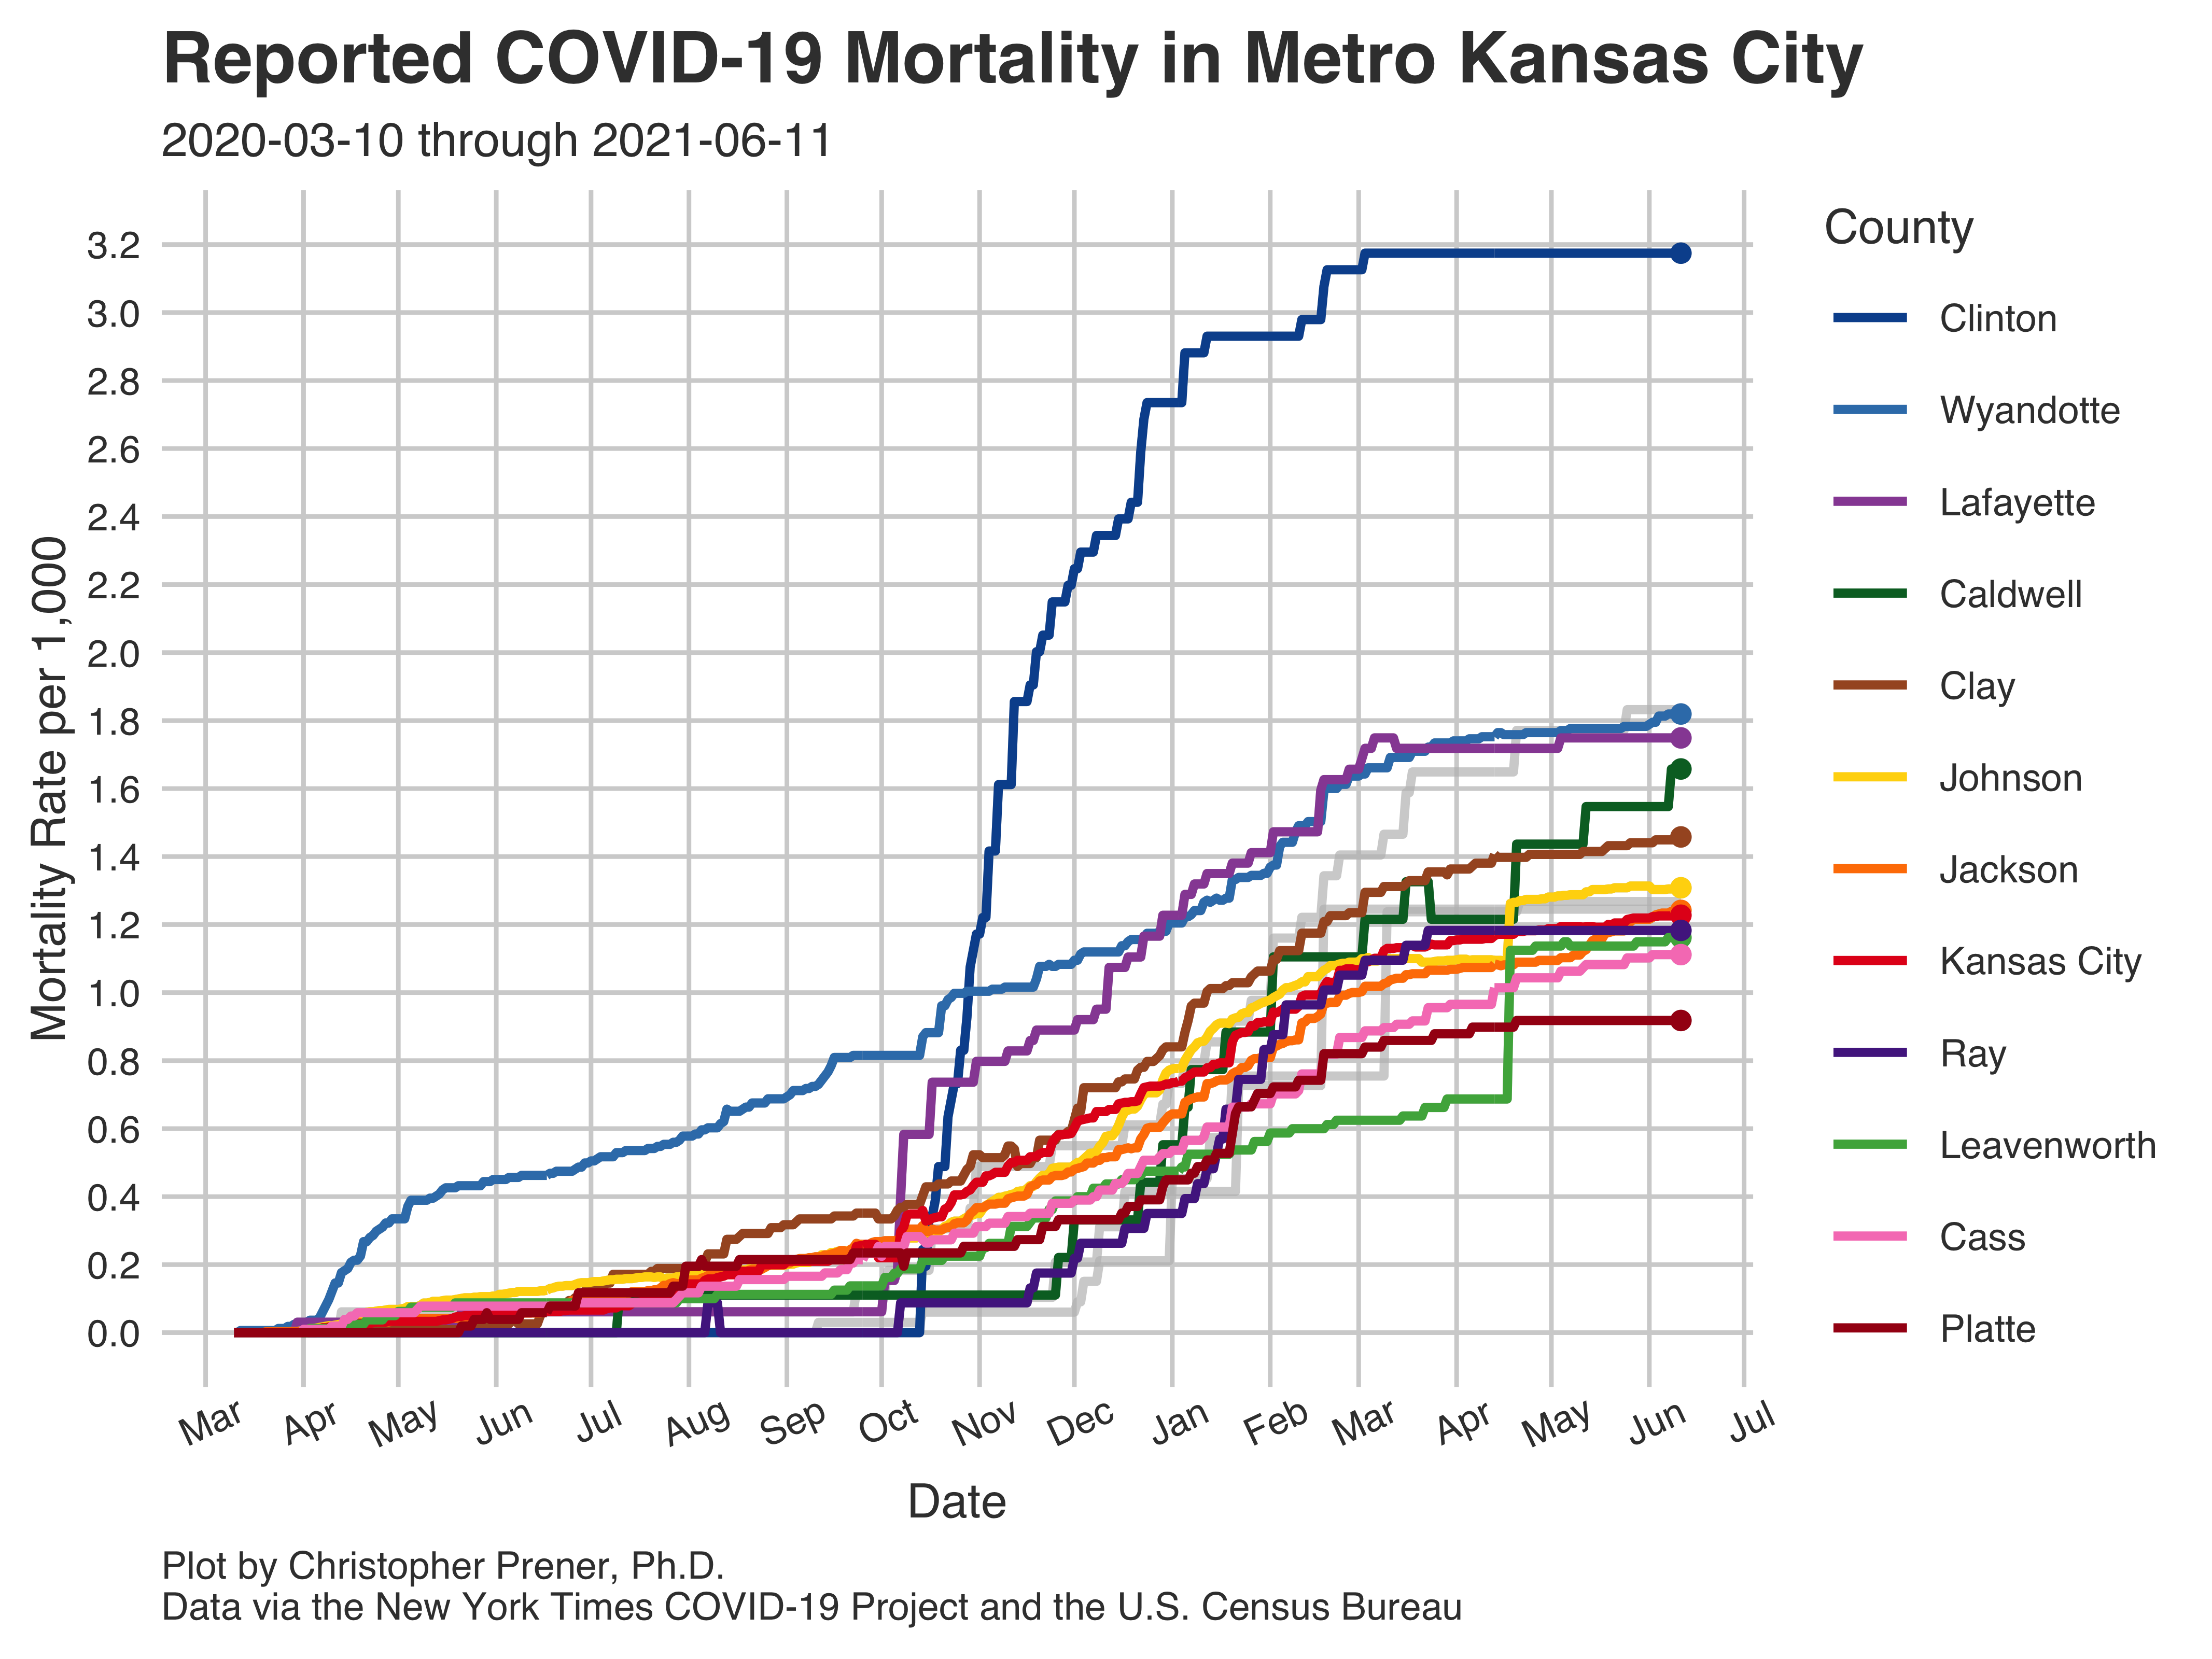 Reported COVID-19 Mortality in Metro Kansas City
2020-03-10 through 2021-06-11
Mortality Rate per 1,000
3.2
3.0
2.8
2.6
2.4
2.2
2.0
1.8
1.6
1.4
1.2
1.0
0.8
0.6
0.4
0.2
0.0
Mar Apr May Jun Jul Aug Sep Oct Nov Dec Jan Feb Mar Apr May Jun Jul
Date
County
Clinton
Wyandotte
Lafayette
Caldwell
Clay
Johnson
Jackson
Kansas City
Ray
Leavenworth
Cass
Platte
Plot by Christopher Prener, Ph.D.
Data via the New York Times COVID-19 Project and the U.S. Census Bureau